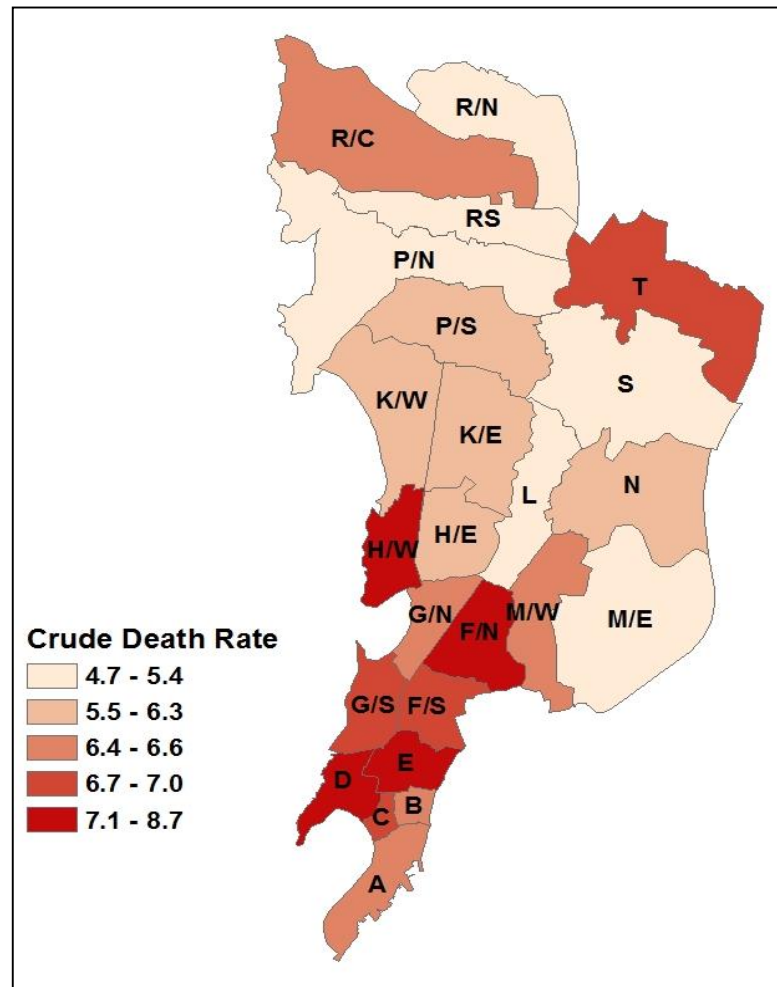 R/N
R/C
RS
P/N
T
P/S
S
K/W
K/E
N
L
H/E
H/W
G/N
M/W
M/E
F/N
Crude Death Rate
4.7 - 5.4
5.5 - 6.3
6.4 - 6.6
6.7 - 7.0
7.1 - 8.7
G/S
F/S
E
D
B
C
A